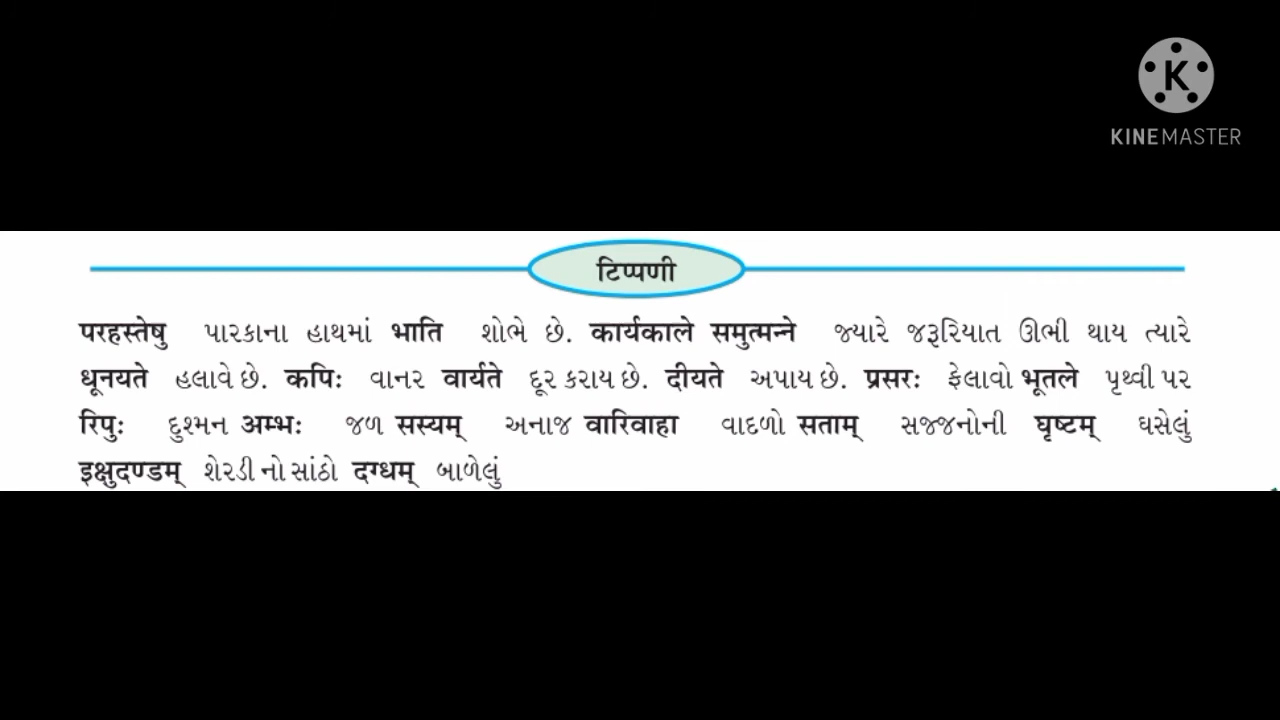 K
KINEMASTER
टिप्पणी
परहस्तेषु પારકાના હાથમાં भाति શોભે છે. कार्यकाले समुत्मन्ने જ્યારે જરૂરિયાત ઊભી થાય ત્યારે
धूनयते હલાવે છે. कपिः વાનર वार्यते દૂર કરાય છે. दीयते અપાય છે. प्रसरः ફેલાવો भूतले પૃથ્વી પર
रिपुः દુશ્મન अम्भः જળ सस्यम् અનાજ वारिवाहा વાદળો सताम् સજ્જનોની घृष्टम् ઘસેલું
इक्षुदण्डम् શેરડી નો સાંઠો दग्धम् બાળેલું